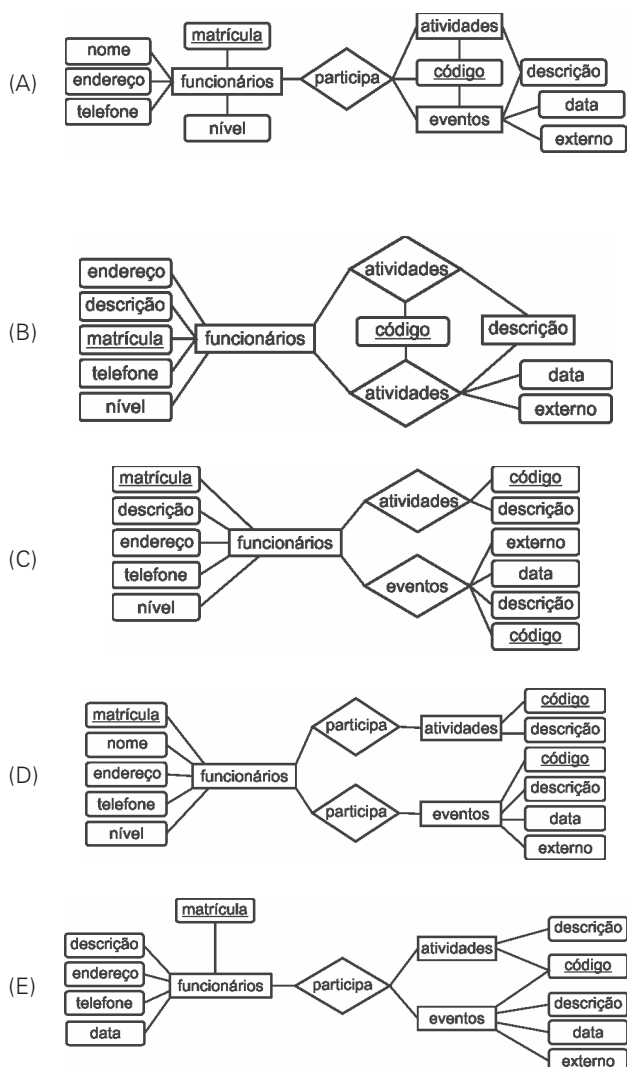 (A)
nome
endereço
telefone
matrícula
funcionários
nível
participa
atividades
código
eventos
descrição
data
externo
(B)
endereço
descrição
matrícula
telefone
nível
funcionários
atividades
código
atividades
descrição
data
externo
(C)
matrícula
descrição
endereço
telefone
nível
funcionários
atividades
eventos
código
descrição
externo
data
descrição
código
(D)
matrícula
nome
endereço
telefone
nível
funcionários
participa
atividades
código
descrição
participa
eventos
código
descrição
data
externo
(E)
matrícula
descrição
endereço
telefone
data
funcionários
participa
atividades
eventos
descrição
código
descrição
data
externo